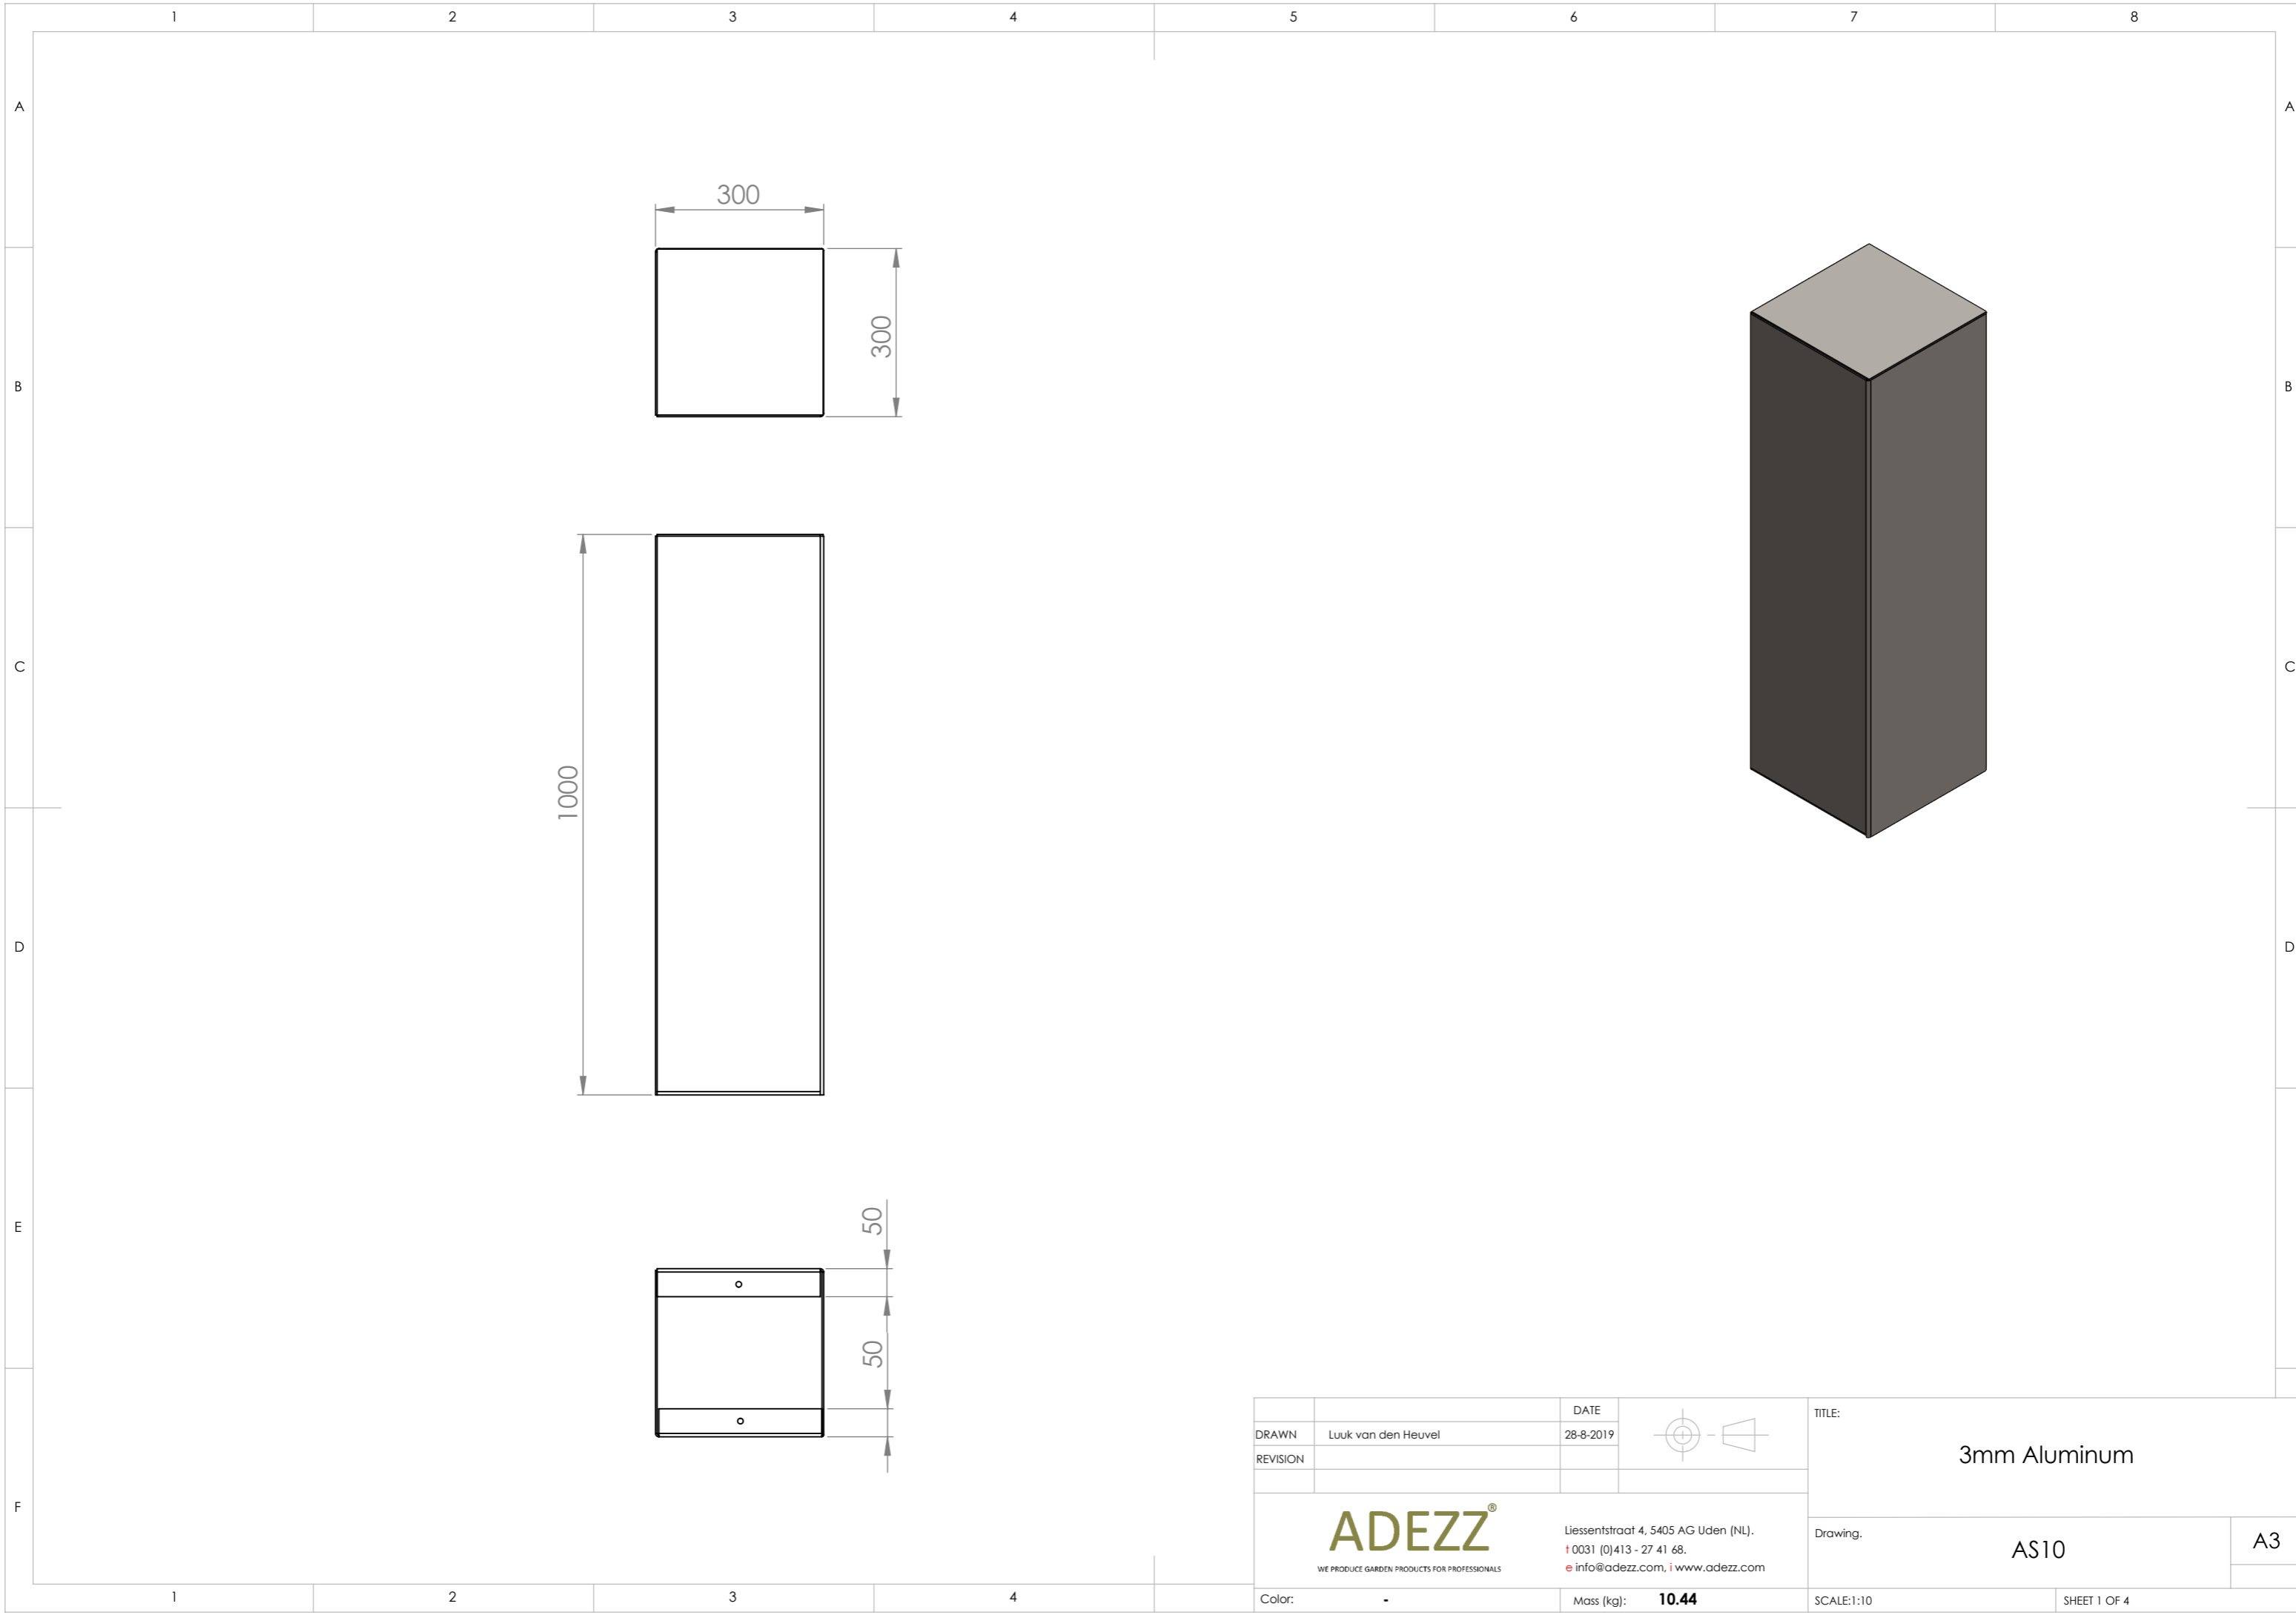 1 2 3 4 5 6 7 8
A A
300
300
B B
C C
1000
D D
E
50
50
F
DATE
DRAWN Luuk van den Heuvel 28-8-2019
REVISION
TITLE:
3mm Aluminum
ADEZZ®
WE PRODUCE GARDEN PRODUCTS FOR PROFESSIONALS
Liessentstraat 4, 5405 AG Uden (NL).
t 0031 (0)413 - 27 41 68.
e info@adezz.com, i www.adezz.com
Drawing.
AS10
A3
Color: -
Mass (kg): 10.44
SCALE:1:10
SHEET 1 OF 4
1 2 3 4